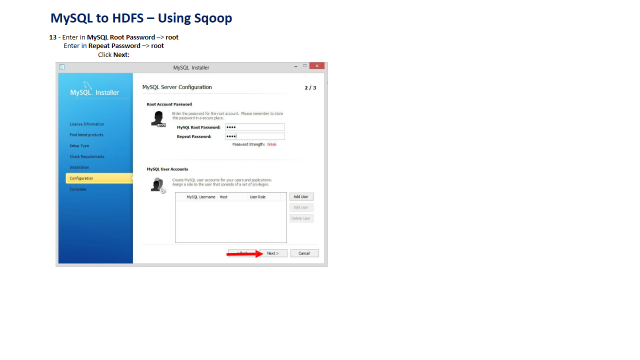 MySQL to HDFS – Using Sqoop
13 - Enter in MySQL Root Password –> root
Enter in Repeat Password –> root
Click Next:
MySQL Installer
MySQL Installer
MySQL Server Configuration
2 / 3
Root Account Password
Enter the password for the root account. Please remember to store
the password in a secure place.
License Information
MySQL Root Password: ••••
Find latest products
Repeat Password: ••••
Setup Type
Password Strength: Weak
Check Requirements
Installation
MySQL User Accounts
Configuration
Create MySQL user accounts for your users and applications.
Assign a role to the user that consists of a set of privileges.
Complete
MySQL Username Host User Role
Add User
Edit User
Delete User
Next >
Cancel